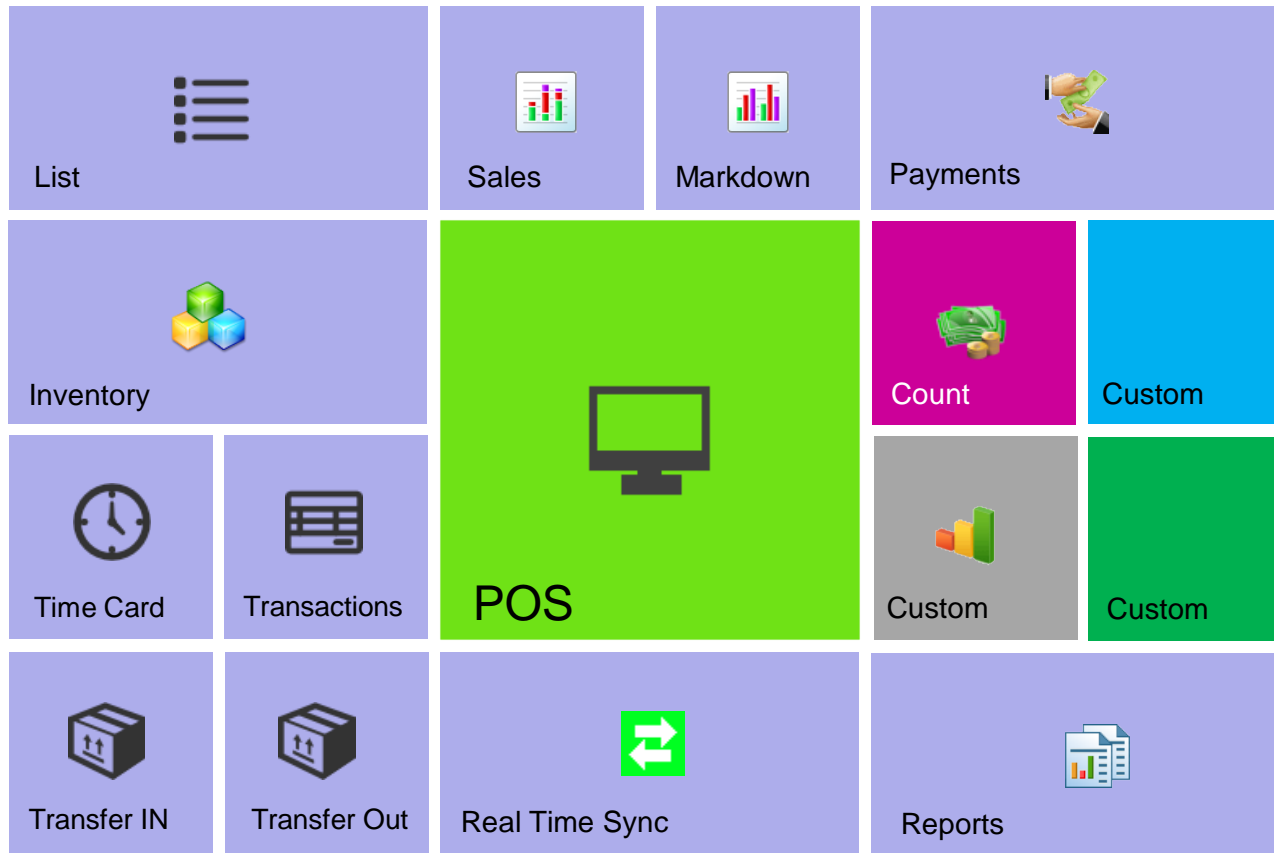 List
Sales
Markdown
Payments
Inventory
POS
Count
Custom
Time Card
Transactions
Custom
Custom
Transfer IN
Transfer Out
Real Time Sync
Reports